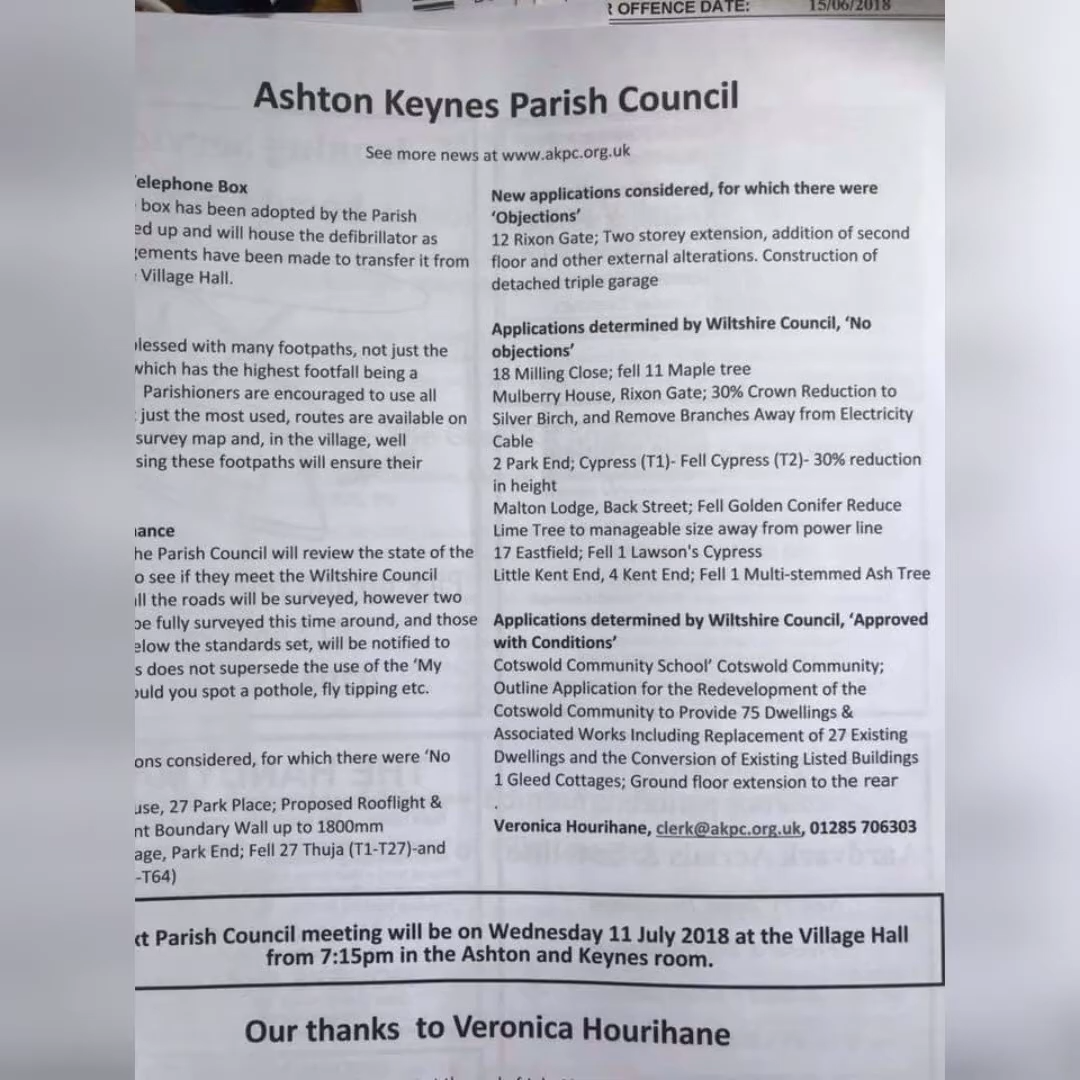 OFFENCE DATE: 15/06/2018
Ashton Keynes Parish Council
See more news at www.akpc.org.uk
elephone Box
box has been adopted by the Parish
ed up and will house the defibrillator as
ements have been made to transfer it from
Village Hall.
lessed with many footpaths, not just the
which has the highest footfall being a
Parishioners are encouraged to use all
just the most used, routes are available on
survey map and, in the village, well
sing these footpaths will ensure their
ance
he Parish Council will review the state of the
o see if they meet the Wiltshire Council
ll the roads will be surveyed, however two
be fully surveyed this time around, and those
elow the standards set, will be notified to
s does not supersede the use of the ‘My
ould you spot a pothole, fly tipping etc.
ons considered, for which there were ‘No
use, 27 Park Place; Proposed Rooflight &
nt Boundary Wall up to 1800mm
age, Park End; Fell 27 Thuja (T1-T27)-and
-T64)
New applications considered, for which there were
‘Objections’
12 Rixon Gate; Two storey extension, addition of second
floor and other external alterations. Construction of
detached triple garage
Applications determined by Wiltshire Council, ‘No
objections’
18 Milling Close; fell 11 Maple tree
Mulberry House, Rixon Gate; 30% Crown Reduction to
Silver Birch, and Remove Branches Away from Electricity
Cable
2 Park End; Cypress (T1)- Fell Cypress (T2)- 30% reduction
in height
Malton Lodge, Back Street; Fell Golden Conifer Reduce
Lime Tree to manageable size away from power line
17 Eastfield; Fell 1 Lawson's Cypress
Little Kent End, 4 Kent End; Fell 1 Multi-stemmed Ash Tree
Applications determined by Wiltshire Council, ‘Approved
with Conditions’
Cotswold Community School’ Cotswold Community;
Outline Application for the Redevelopment of the
Cotswold Community to Provide 75 Dwellings &
Associated Works Including Replacement of 27 Existing
Dwellings and the Conversion of Existing Listed Buildings
1 Gleed Cottages; Ground floor extension to the rear
.
Veronica Hourihane, clerk@akpc.org.uk, 01285 706303
xt Parish Council meeting will be on Wednesday 11 July 2018 at the Village Hall
from 7:15pm in the Ashton and Keynes room.
Our thanks to Veronica Hourihane